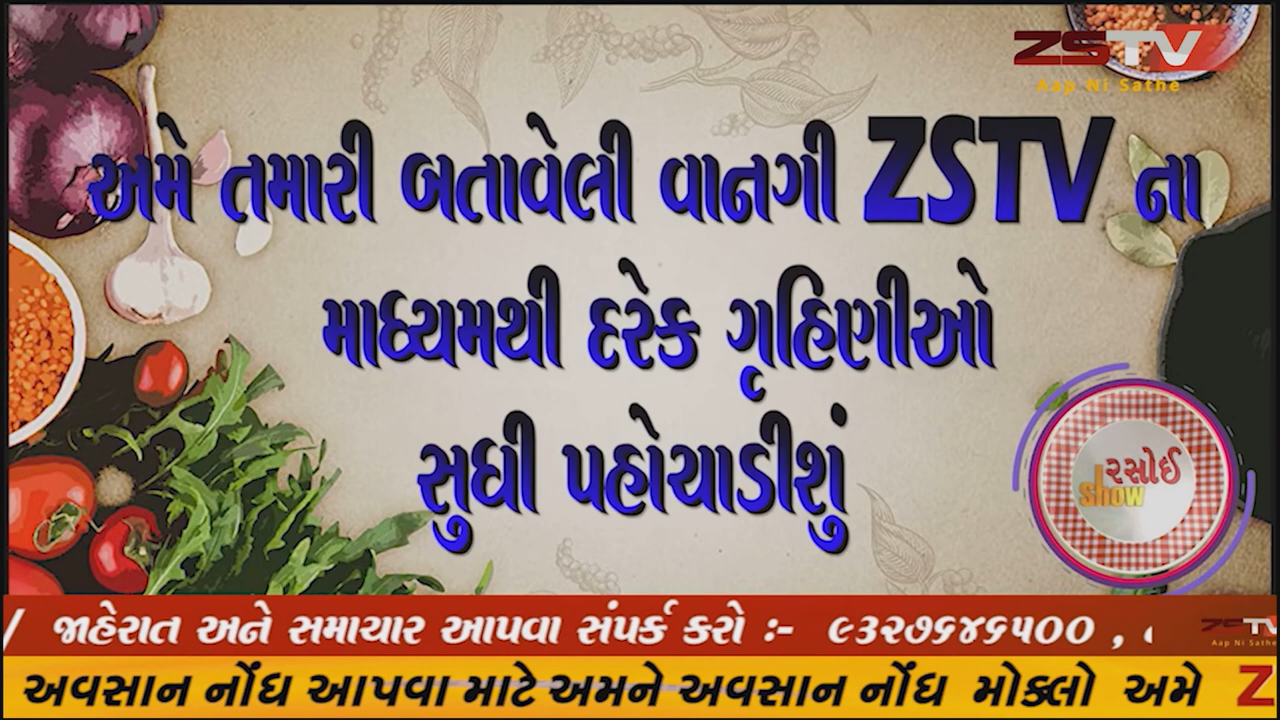 ZSTV
Aap Ni Sathe
અમે તમારી બતાવેલી વાનગી ZSTV ના
માધ્યમથી દરેક ગૃહિણીઓ
સુધી પહોચાડીશું
રસોઈ
Show
/ જાહેરાત અને સમાચાર આપવા સંપર્ક કરો :- ૯૩૨૭૬૪૬૫૦૦ ,
ZSTV
Aap Ni Sathe
અવસાન નોંધ આપવા માટે અમને અવસાન નોંધ મોકલો અમે Z